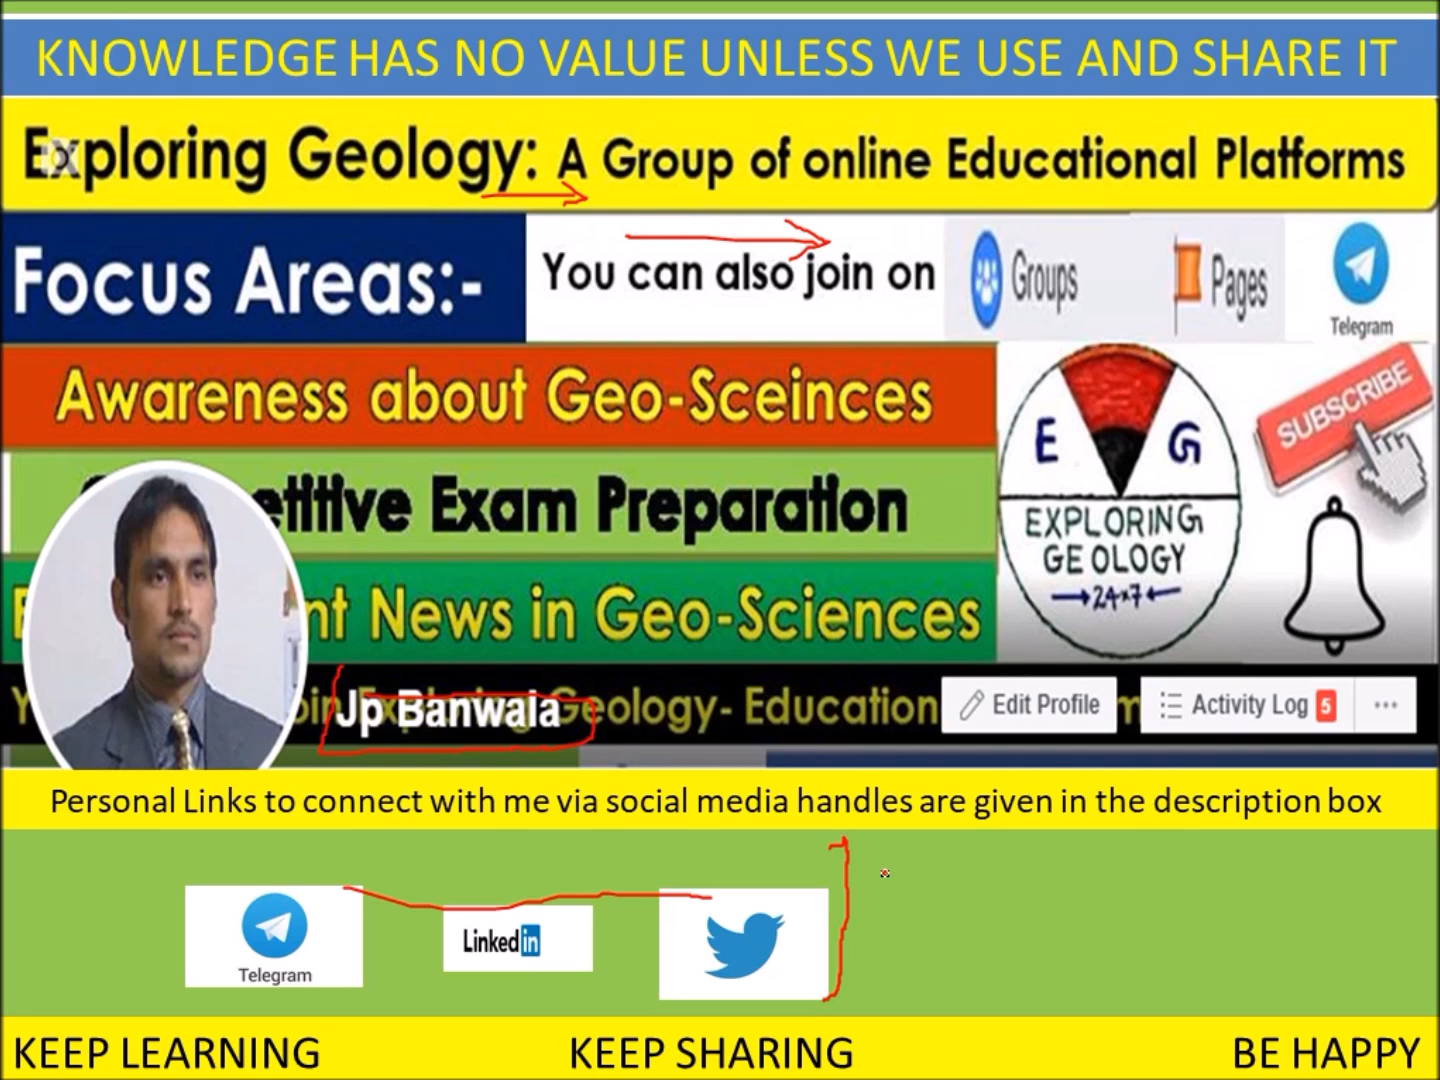 KNOWLEDGE HAS NO VALUE UNLESS WE USE AND SHARE IT
Exploring Geology: A Group of online Educational Platforms
Focus Areas:-
You can also join on
Groups
Pages
Telegram
Awareness about Geo-Sceinces
SUBSCRIBE
E G
etitive Exam Preparation
EXPLORING
GEOLOGY
24x7
nt News in Geo-Sciences
Jp Banwala
Geology- Education
Edit Profile
Activity Log 5
Personal Links to connect with me via social media handles are given in the description box
Telegram
Linkedin
KEEP LEARNING KEEP SHARING BE HAPPY